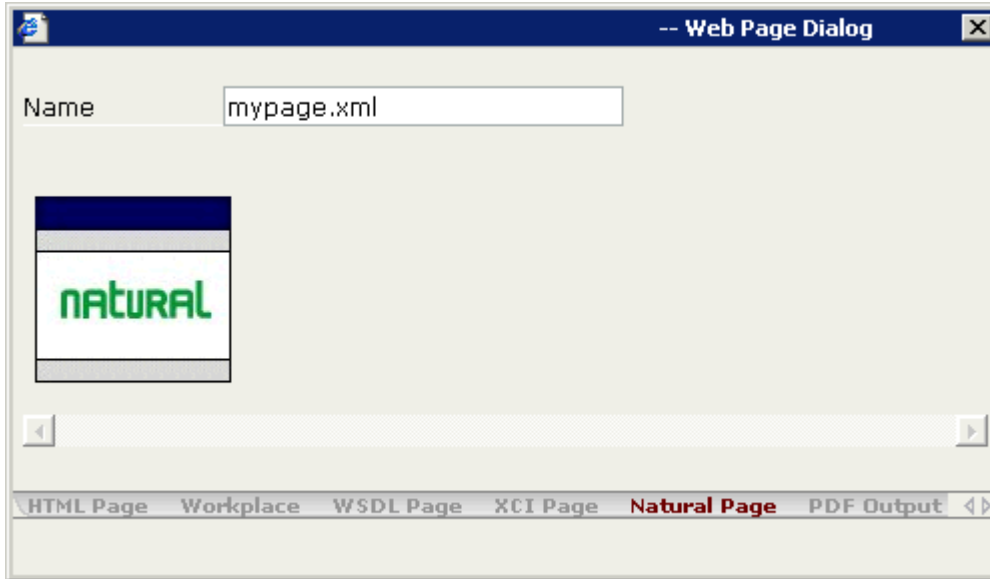 -- Web Page Dialog
Name mypage.xml
natural
HTML Page Workplace WSDL Page XCI Page Natural Page PDF Output